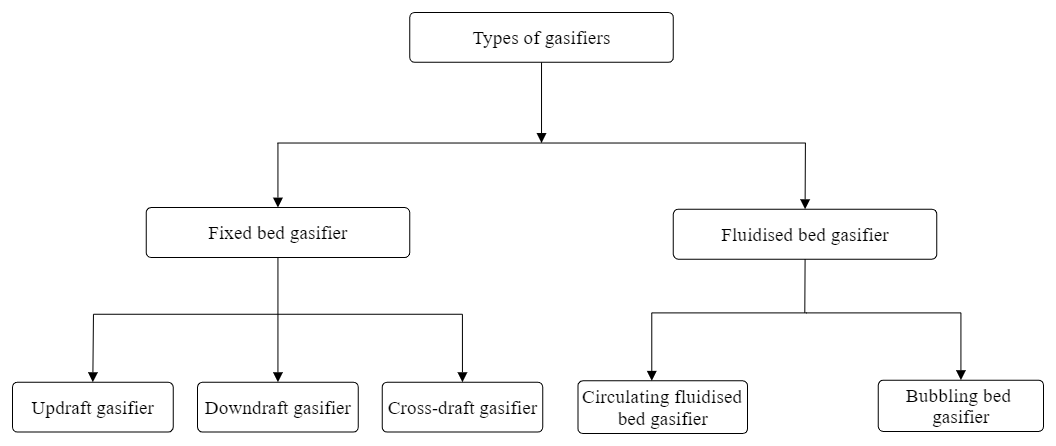 Types of gasifiers
Fixed bed gasifier
Fluidised bed gasifier
Updraft gasifier
Downdraft gasifier
Cross-draft gasifier
Circulating fluidised
bed gasifier
Bubbling bed
gasifier